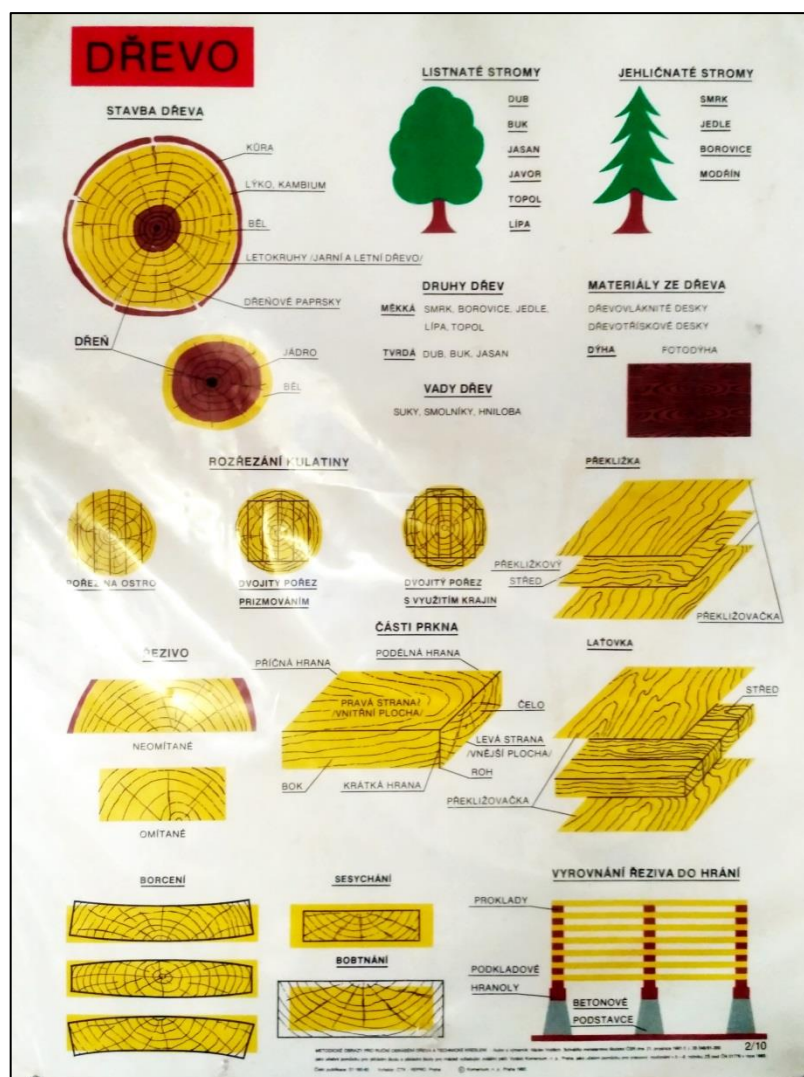 DŘEVO
STAVBA DŘEVA
KŮRA
LÝKO, KAMBIUM
BĚL
LETOKRUHY /JARNÍ A LETNÍ DŘEVO/
DŘEŇOVÉ PAPRSKY
DŘEŇ
JÁDRO
BĚL
LISTNATÉ STROMY
DUB
BUK
JASAN
JAVOR
TOPOL
LÍPA
JEHLIČNATÉ STROMY
SMRK
JEDLE
BOROVICE
MODŘÍN
DRUHY DŘEV
MĚKKÁ SMRK, BOROVICE, JEDLE,
LÍPA, TOPOL
TVRDÁ DUB, BUK, JASAN
VADY DŘEV
SUKY, SMOLNÍKY, HNILOBA
MATERIÁLY ZE DŘEVA
DŘEVOVLÁKNITÉ DESKY
DŘEVOTŘÍSKOVÉ DESKY
DÝHA FOTODÝHA
ROZŘEZÁNÍ KULATINY
POŘEZ NA OSTRO
DVOJITÝ POŘEZ
PRIZMOVÁNÍM
DVOJITÝ POŘEZ
S VYUŽITÍM KRAJIN
PŘEKLIŽKA
PŘEKLIŽKOVÝ
STŘED
PŘEKLIŽOVAČKA
ŘEZIVO
NEOMÍTANÉ
OMÍTANÉ
ČÁSTI PRKNA
PŘÍČNÁ HRANA
PODÉLNÁ HRANA
PRAVÁ STRANA/
/VNITŘNÍ PLOCHA/
ČELO
LEVÁ STRANA
/VNĚJŠÍ PLOCHA/
ROH
BOK
KRÁTKÁ HRANA
LAŤOVKA
STŘED
PŘEKLIŽOVAČKA
BORCENÍ
SESYCHÁNÍ
BOBTNÁNÍ
VYROVNÁNÍ ŘEZIVA DO HRÁNÍ
PROKLADY
PODKLADOVÉ
HRANOLY
BETONOVÉ
PODSTAVCE
2/10